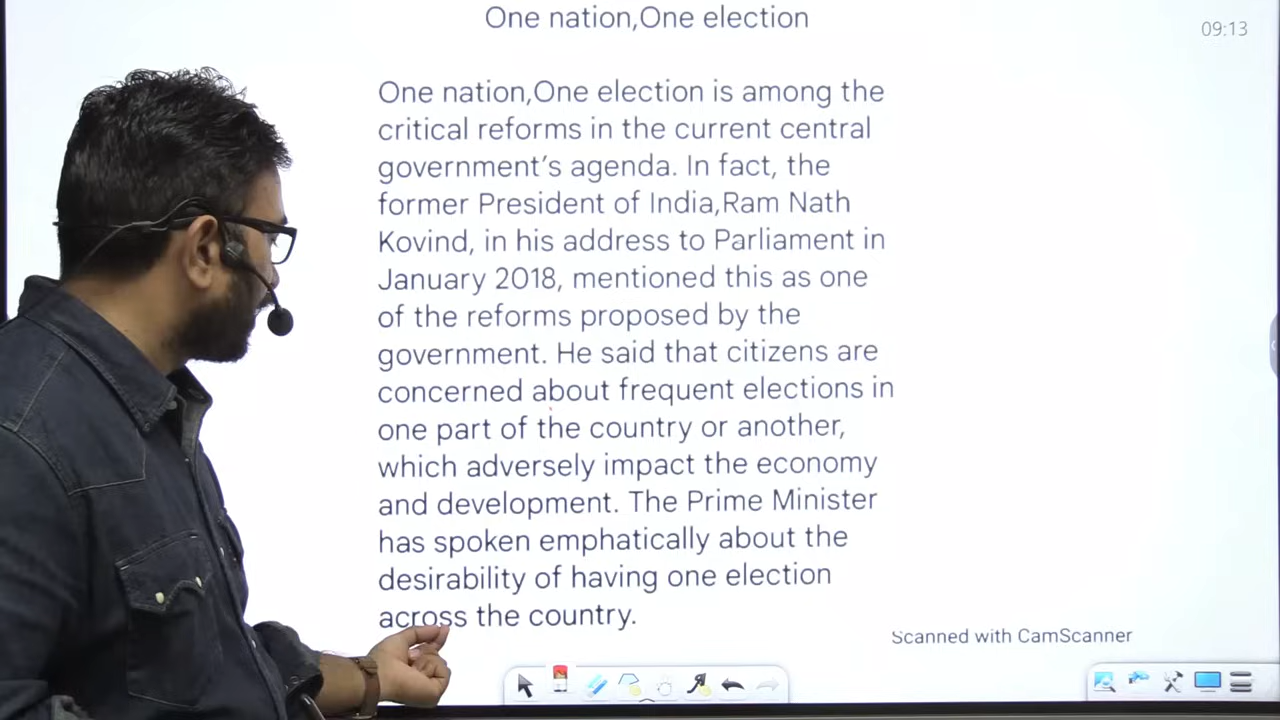 One nation,One election
09:13
One nation,One election is among the
critical reforms in the current central
government's agenda. In fact, the
former President of India,Ram Nath
Kovind, in his address to Parliament in
January 2018, mentioned this as one
of the reforms proposed by the
government. He said that citizens are
concerned about frequent elections in
one part of the country or another,
which adversely impact the economy
and development. The Prime Minister
has spoken emphatically about the
desirability of having one election
across the country.
Scanned with CamScanner